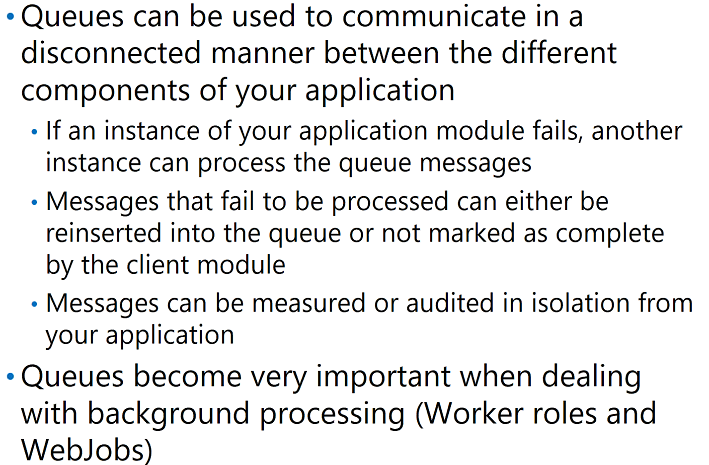 • Queues can be used to communicate in a
disconnected manner between the different
components of your application
• If an instance of your application module fails, another
instance can process the queue messages
• Messages that fail to be processed can either be
reinserted into the queue or not marked as complete
by the client module
• Messages can be measured or audited in isolation from
your application
• Queues become very important when dealing
with background processing (Worker roles and
WebJobs)